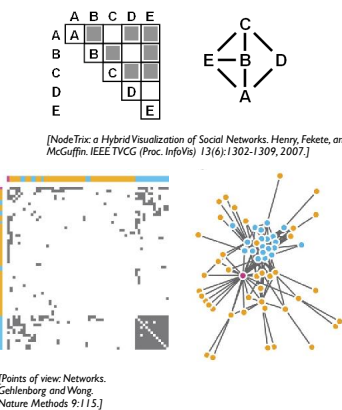 A B C D E
A A
B B
C C
D D
E E
C
E B D
A
[NodeTrix: a Hybrid Visualization of Social Networks. Henry, Fekete, an
McGuffin. IEEE TVCG (Proc. InfoVis) 13(6):1302-1309, 2007.]
[Points of view: Networks.
Gehlenborg and Wong.
Nature Methods 9:115.]